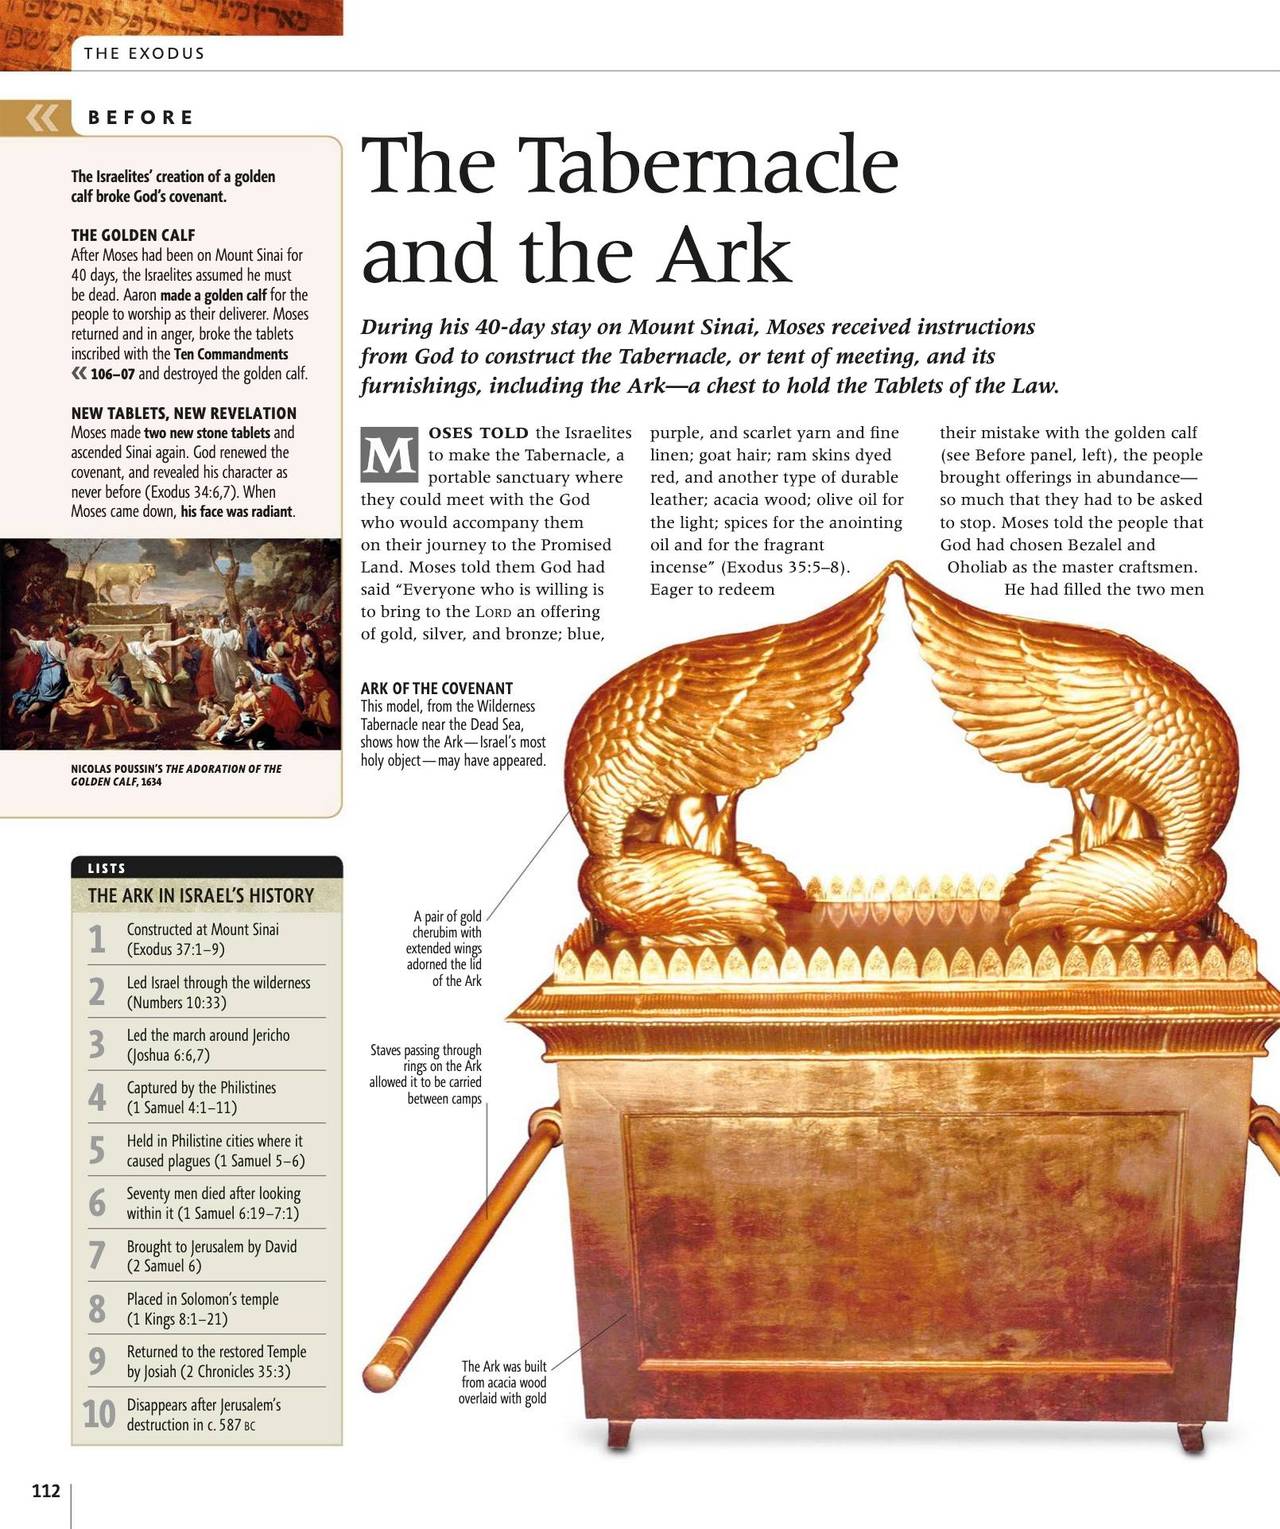 THE EXODUS
BEFORE
The Israelites’ creation of a golden
calf broke God’s covenant.
THE GOLDEN CALF
After Moses had been on Mount Sinai for
40 days, the Israelites assumed he must
be dead. Aaron made a golden calf for the
people to worship as their deliverer. Moses
returned and in anger, broke the tablets
inscribed with the Ten Commandments
« 106–07 and destroyed the golden calf.
NEW TABLETS, NEW REVELATION
Moses made two new stone tablets and
ascended Sinai again. God renewed the
covenant, and revealed his character as
never before (Exodus 34:6,7). When
Moses came down, his face was radiant.
NICOLAS POUSSIN’S THE ADORATION OF THE
GOLDEN CALF, 1634
The Tabernacle
and the Ark
During his 40-day stay on Mount Sinai, Moses received instructions
from God to construct the Tabernacle, or tent of meeting, and its
furnishings, including the Ark—a chest to hold the Tablets of the Law.
MOSES TOLD the Israelites
to make the Tabernacle, a
portable sanctuary where
they could meet with the God
who would accompany them
on their journey to the Promised
Land. Moses told them God had
said “Everyone who is willing is
to bring to the LORD an offering
of gold, silver, and bronze; blue,
purple, and scarlet yarn and fine
linen; goat hair; ram skins dyed
red, and another type of durable
leather; acacia wood; olive oil for
the light; spices for the anointing
oil and for the fragrant
incense” (Exodus 35:5–8).
Eager to redeem
their mistake with the golden calf
(see Before panel, left), the people
brought offerings in abundance—
so much that they had to be asked
to stop. Moses told the people that
God had chosen Bezalel and
Oholiab as the master craftsmen.
He had filled the two men
ARK OF THE COVENANT
This model, from the Wilderness
Tabernacle near the Dead Sea,
shows how the Ark—Israel’s most
holy object—may have appeared.
A pair of gold
cherubim with
extended wings
adorned the lid
of the Ark
Staves passing through
rings on the Ark
allowed it to be carried
between camps
The Ark was built
from acacia wood
overlaid with gold
LISTS
THE ARK IN ISRAEL’S HISTORY
1 Constructed at Mount Sinai
(Exodus 37:1–9)
2 Led Israel through the wilderness
(Numbers 10:33)
3 Led the march around Jericho
(Joshua 6:6,7)
4 Captured by the Philistines
(1 Samuel 4:1–11)
5 Held in Philistine cities where it
caused plagues (1 Samuel 5–6)
6 Seventy men died after looking
within it (1 Samuel 6:19–7:1)
7 Brought to Jerusalem by David
(2 Samuel 6)
8 Placed in Solomon’s temple
(1 Kings 8:1–21)
9 Returned to the restored Temple
by Josiah (2 Chronicles 35:3)
10 Disappears after Jerusalem’s
destruction in c. 587 BC
112